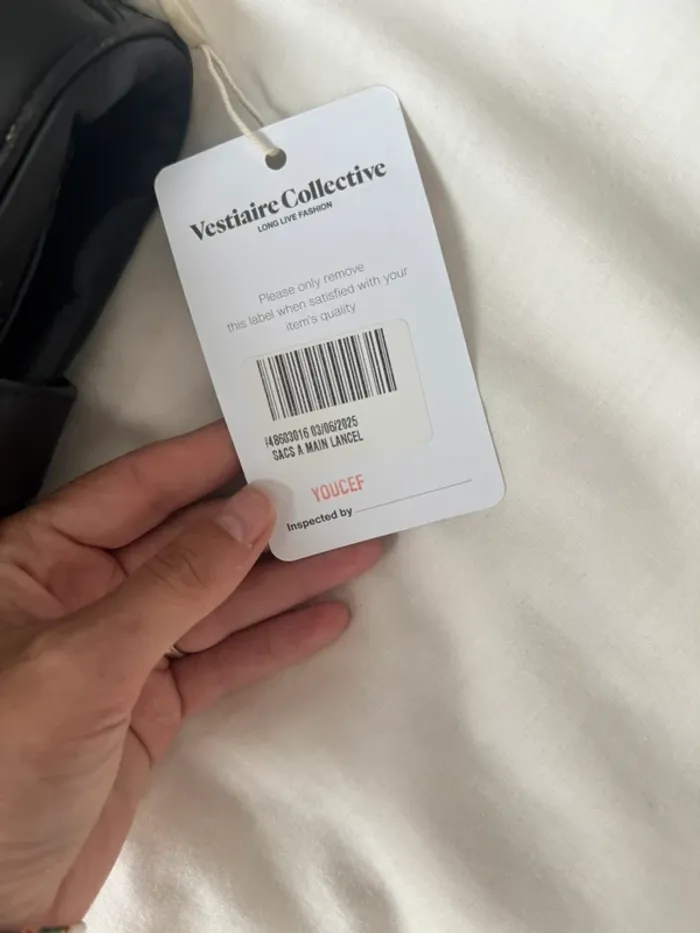 Vestiaire Collective
LONG LIVE FASHION
Please only remove
this label when satisfied with your
item's quality
#48603016 03/06/2025
SACS A MAIN LANCEL
YOUCEF
Inspected by